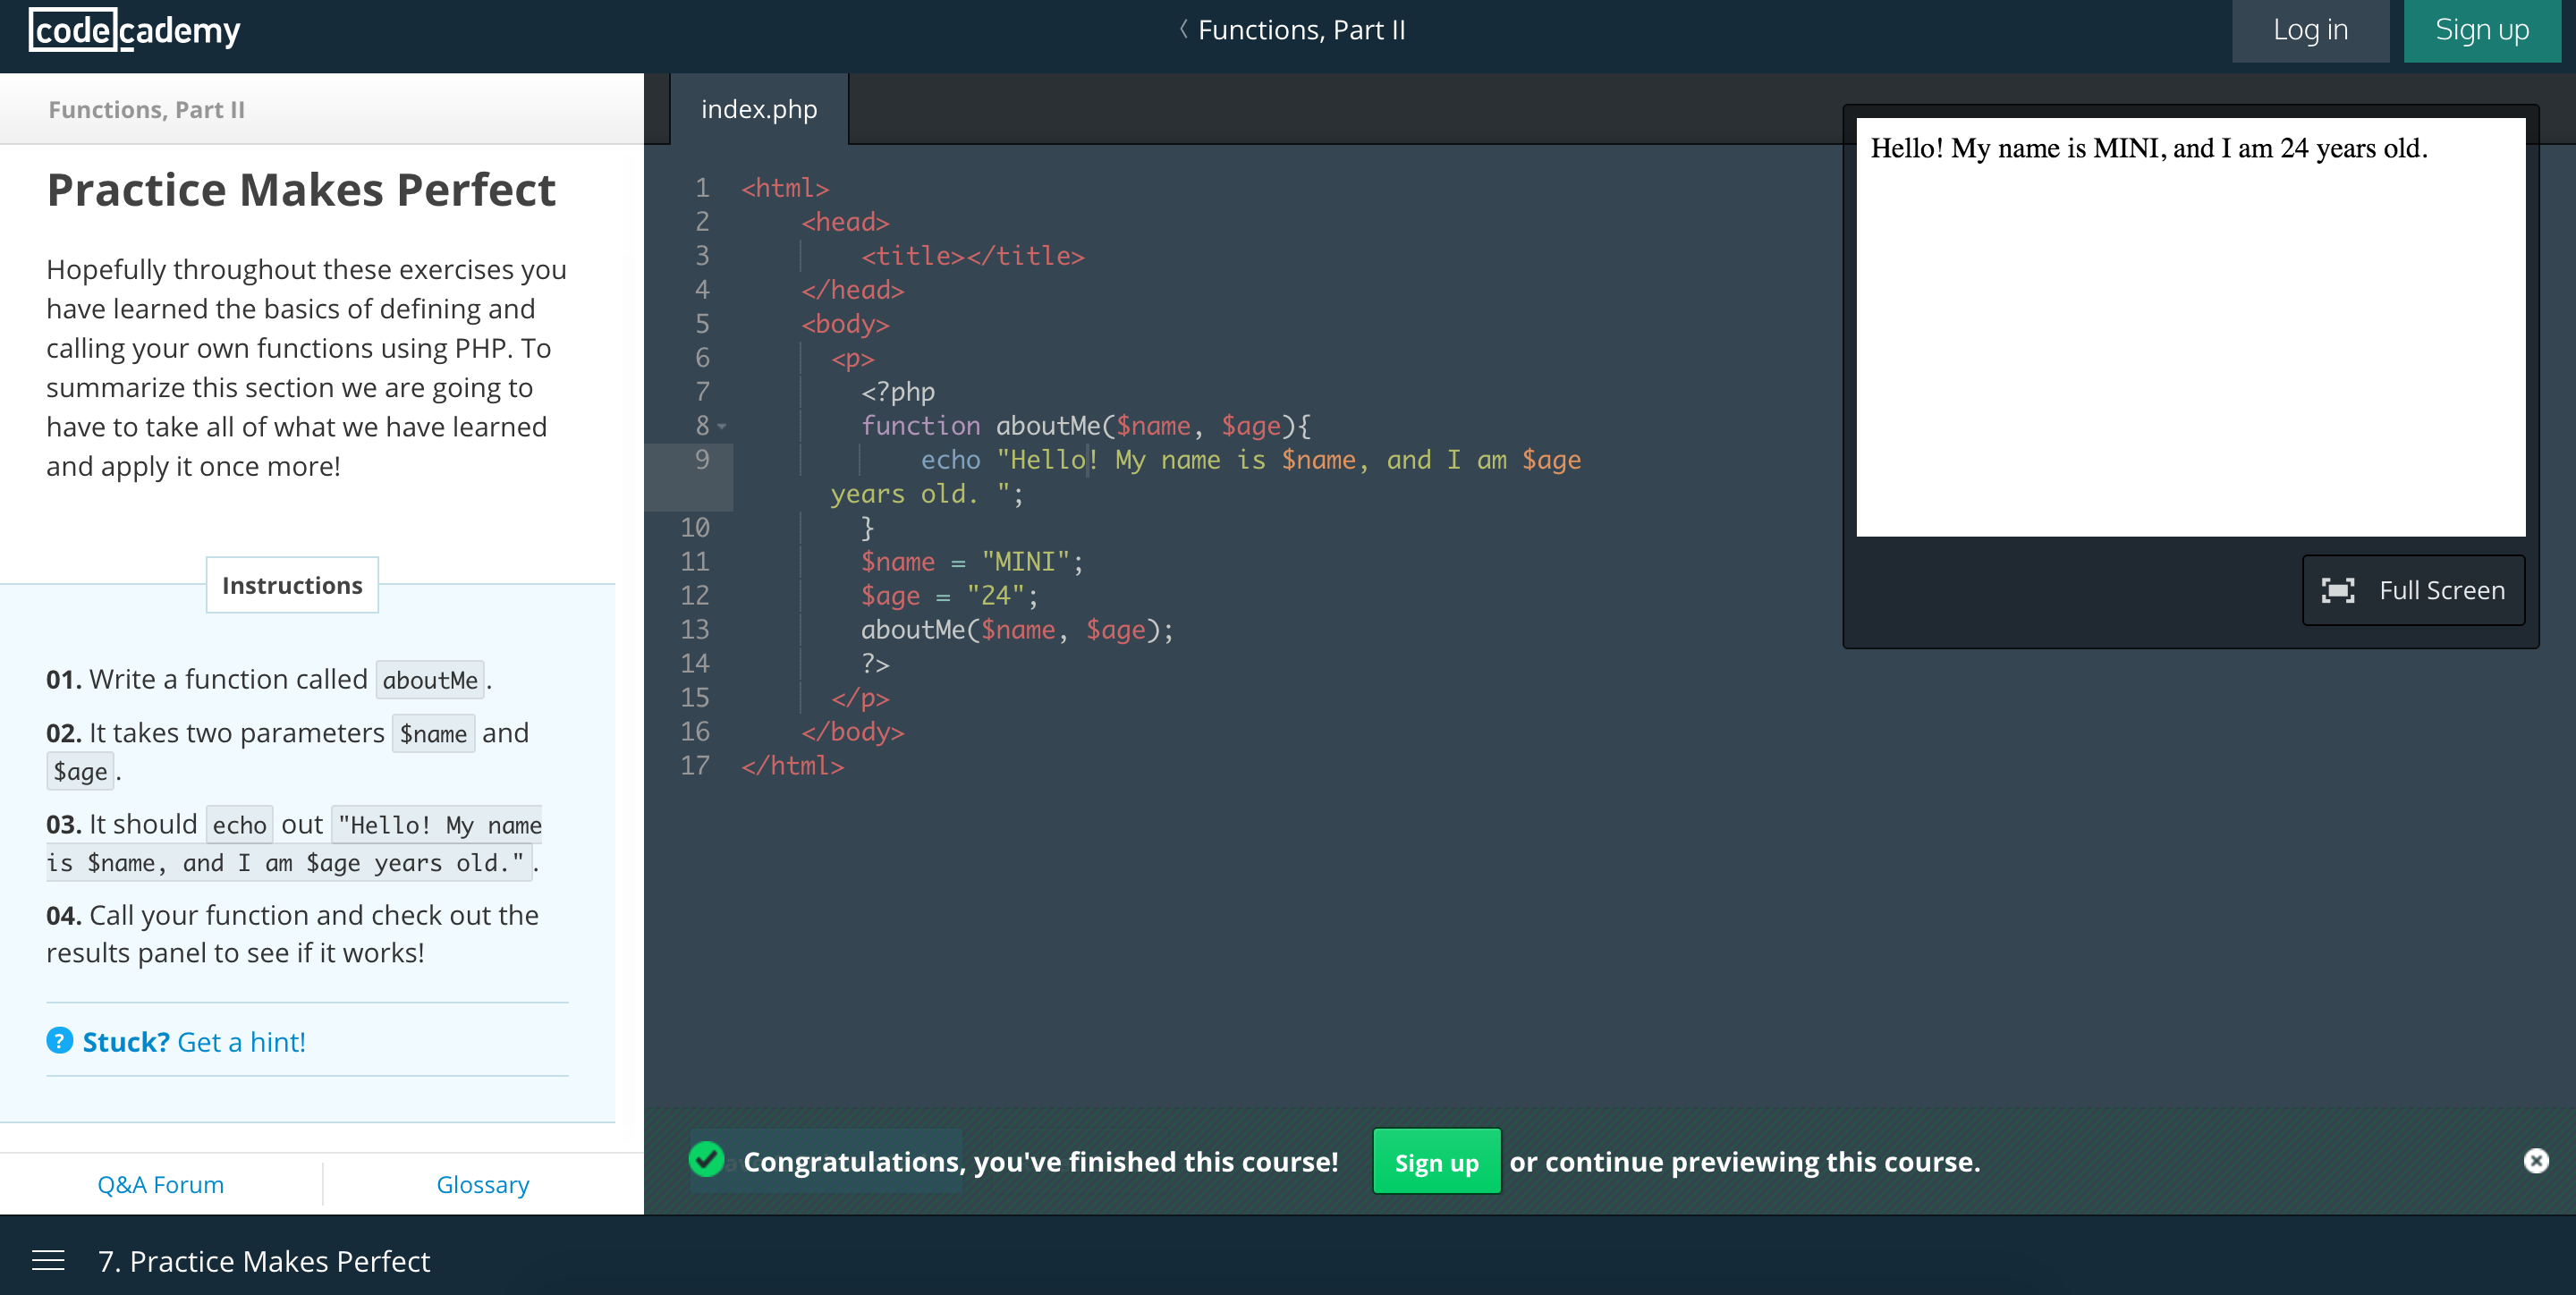 codecademy
Functions, Part II
Log in
Sign up
Functions, Part II
Practice Makes Perfect
Hopefully throughout these exercises you
have learned the basics of defining and
calling your own functions using PHP. To
summarize this section we are going to
have to take all of what we have learned
and apply it once more!
Instructions
01. Write a function called aboutMe.
02. It takes two parameters $name and
$age.
03. It should echo out "Hello! My name
is $name, and I am $age years old.".
04. Call your function and check out the
results panel to see if it works!
? Stuck? Get a hint!
Q&A Forum
Glossary
index.php
1 <html>
2 <head>
3 <title></title>
4 </head>
5 <body>
6 <p>
7 <?php
8 function aboutMe($name, $age){
9 echo "Hello! My name is $name, and I am $age
years old. ";
10 }
11 $name = "MINI";
12 $age = "24";
13 aboutMe($name, $age);
14 ?>
15 </p>
16 </body>
17 </html>
Hello! My name is MINI, and I am 24 years old.
Full Screen
Congratulations, you've finished this course! Sign up or continue previewing this course.
7. Practice Makes Perfect